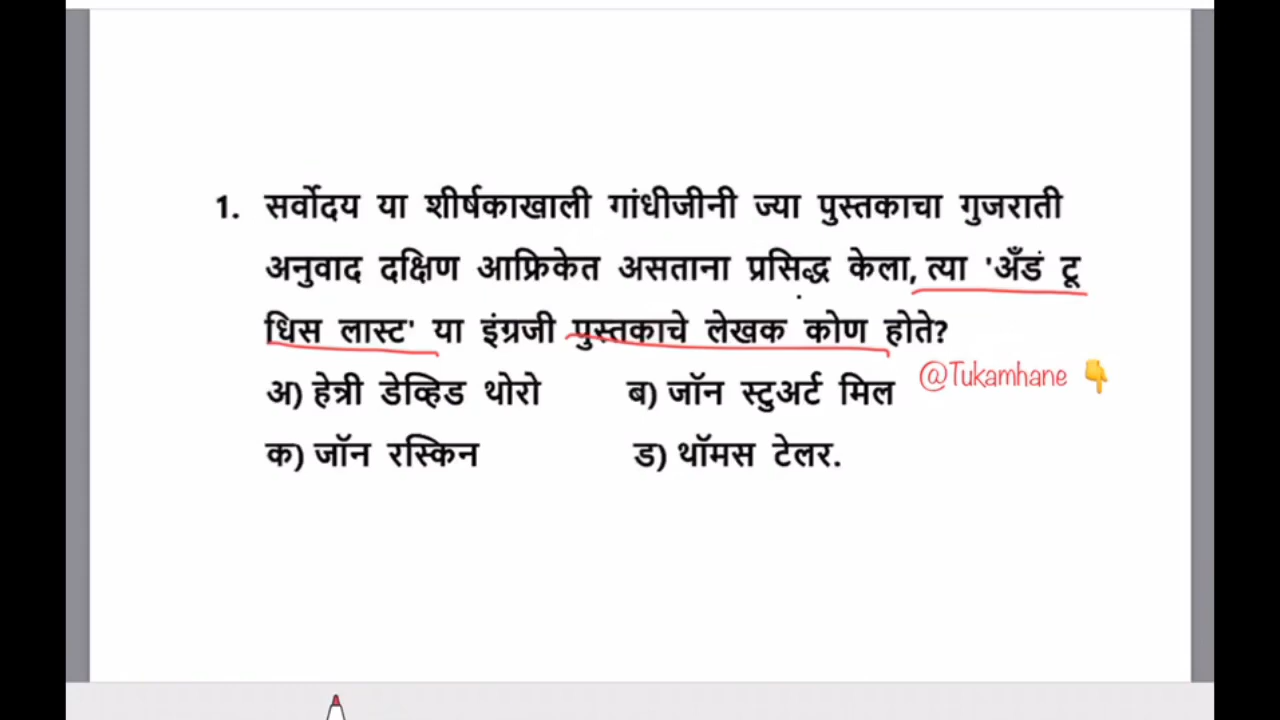 1. सर्वोदय या शीर्षकाखाली गांधीजीनी ज्या पुस्तकाचा गुजराती
अनुवाद दक्षिण आफ्रिकेत असताना प्रसिद्ध केला, त्या 'अँडं टू
धिस लास्ट' या इंग्रजी पुस्तकाचे लेखक कोण होते?
@Tukamhane 👇
अ) हेन्री डेव्हिड थोरो ब) जॉन स्टुअर्ट मिल
क) जॉन रस्किन ड) थॉमस टेलर.